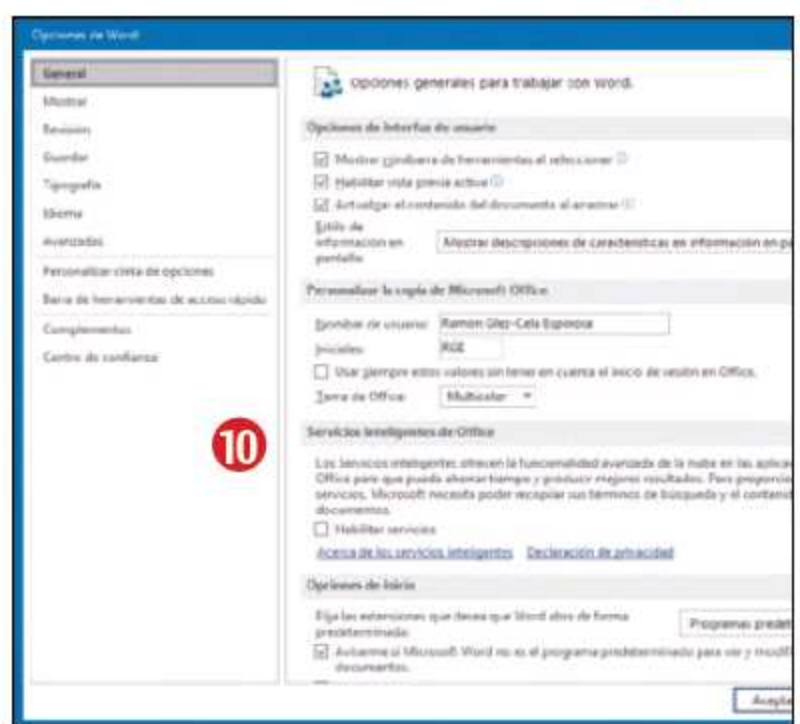 Opciones de Word
General
Mostrar
Revisión
Guardar
Tipografía
Idioma
Avanzadas
Personalizar cinta de opciones
Barra de herramientas de acceso rápido
Complementos
Centro de confianza
10
Opciones generales para trabajar con Word.
Opciones de interfaz de usuario
Mostrar minibarra de herramientas al seleccionar
Habilitar vista previa activa
Actualizar el contenido del documento al arrastrar
Estilo de
información en
pantalla:
Mostrar descripciones de características en información en pa
Personalizar la copia de Microsoft Office
Nombre de usuario: Ramon Glez-Cela Espinosa
Iniciales: RGE
Usar siempre estos valores sin tener en cuenta el inicio de sesión en Office.
Tema de Office: Multicolor
Servicios inteligentes de Office
Los Servicios inteligentes ofrecen la funcionalidad avanzada de la nube en las aplicac
Office para que pueda ahorrar tiempo y producir mejores resultados. Para proporcio
servicios, Microsoft necesita poder recopilar sus términos de búsqueda y el contenid
documentos.
Habilitar servicios
Acerca de los servicios inteligentes Declaración de privacidad
Opciones de inicio
Elija las extensiones que desea que Word abra de forma
predeterminada:
Programas predet
Avisarme si Microsoft Word no es el programa predeterminado para ver y modifi
documentos.
Acepta